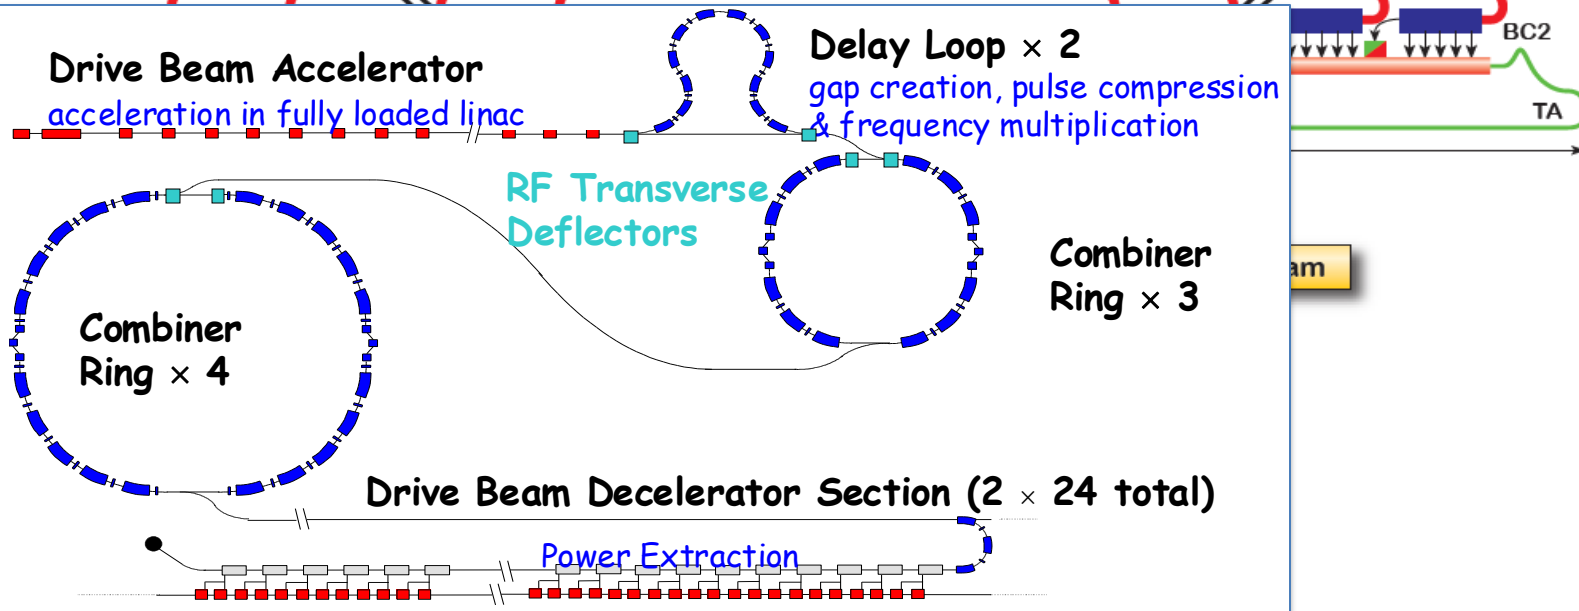 Drive Beam Accelerator
acceleration in fully loaded linac
Delay Loop × 2
gap creation, pulse compression
& frequency multiplication
BC2
TA
RF Transverse
Deflectors
Combiner
Ring × 3
am
Combiner
Ring × 4
Drive Beam Decelerator Section (2 × 24 total)
Power Extraction